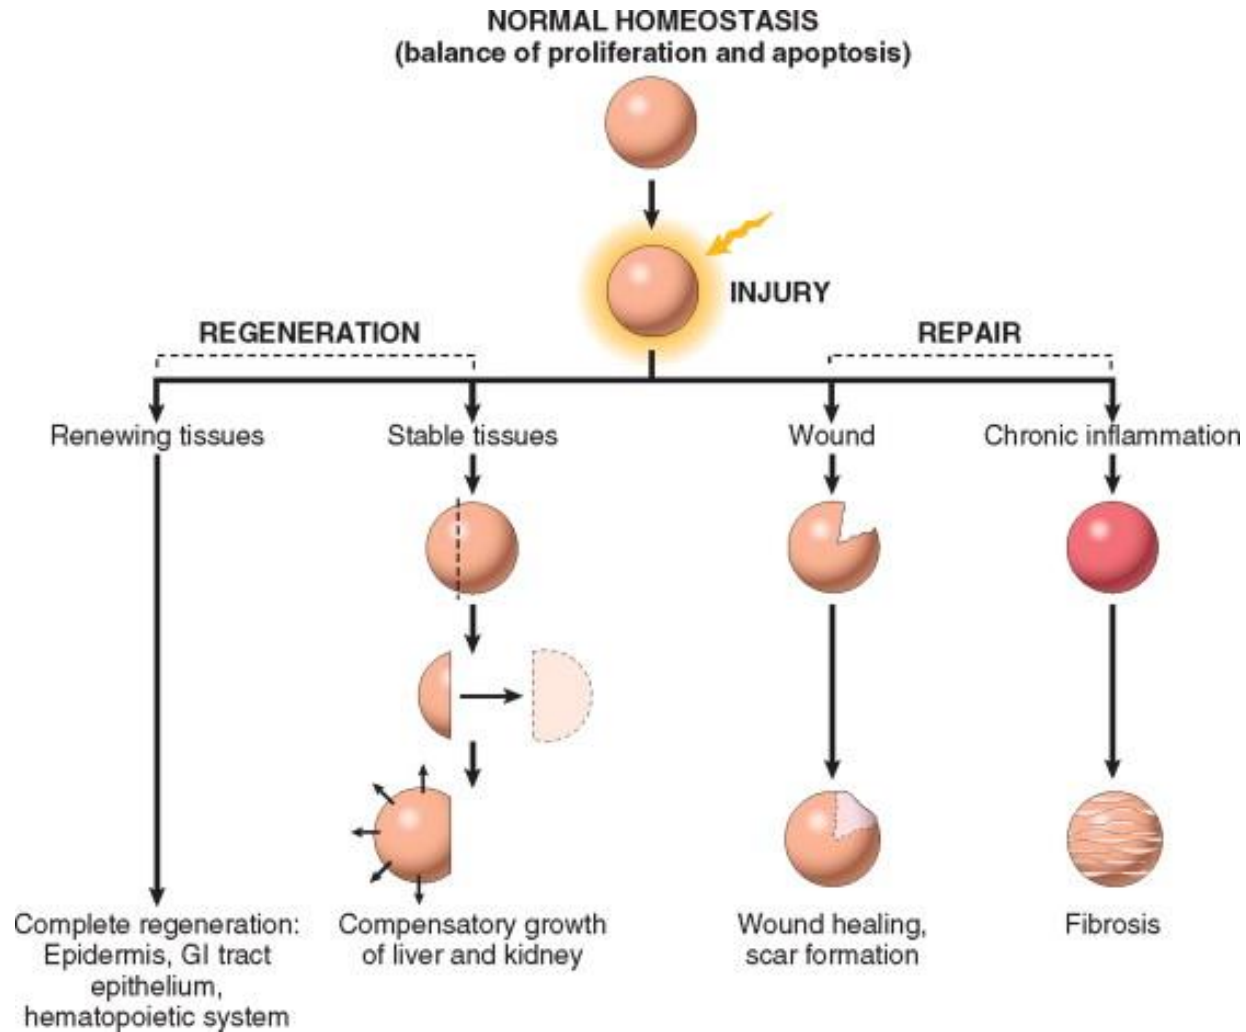 NORMAL HOMEOSTASIS
(balance of proliferation and apoptosis)
INJURY
REGENERATION
REPAIR
Renewing tissues
Stable tissues
Wound
Chronic inflammation
Complete regeneration:
Epidermis, GI tract
epithelium,
hematopoietic system
Compensatory growth
of liver and kidney
Wound healing,
scar formation
Fibrosis